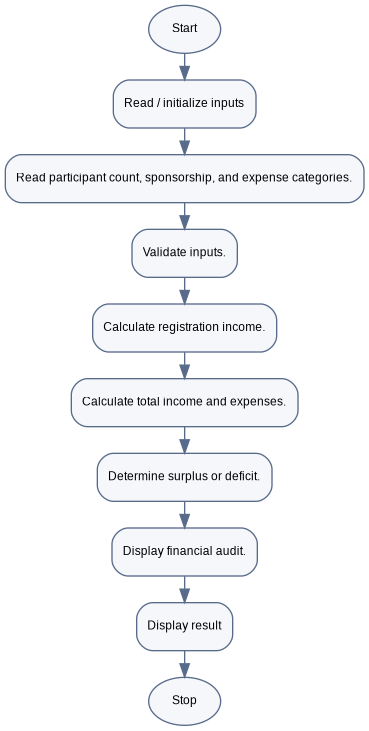 Start
Read / initialize inputs
Read participant count, sponsorship, and expense categories.
Validate inputs.
Calculate registration income.
Calculate total income and expenses.
Determine surplus or deficit.
Display financial audit.
Display result
Stop